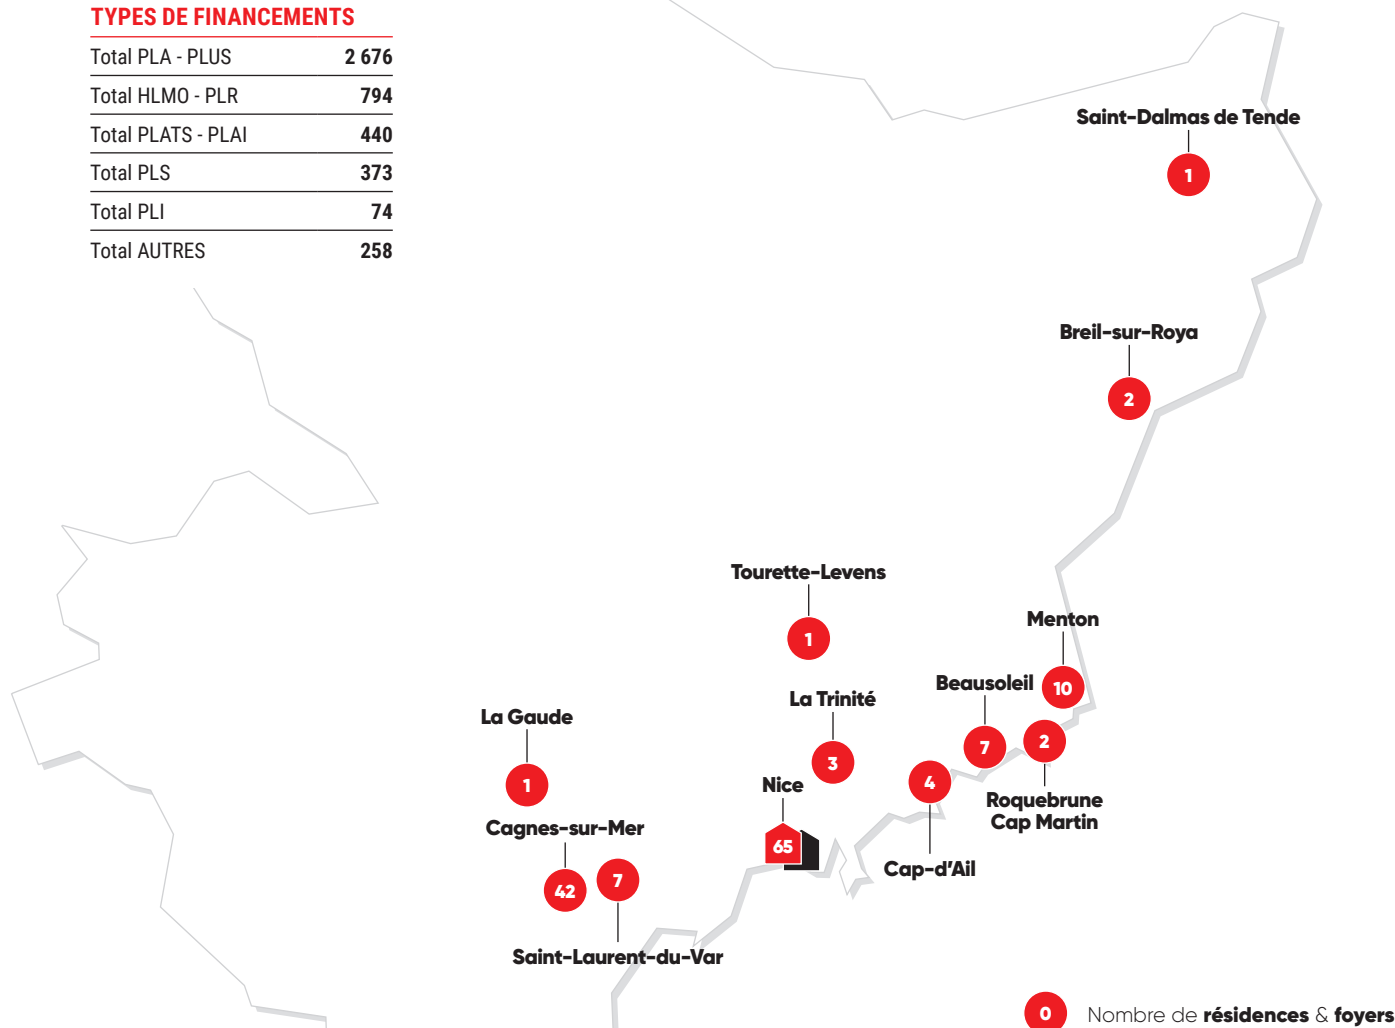 TYPES DE FINANCEMENTS
Total PLA - PLUS 2 676
Total HLMO - PLR 794
Total PLATS - PLAI 440
Total PLS 373
Total PLI 74
Total AUTRES 258
Saint-Dalmas de Tende
1
Breil-sur-Roya
2
Tourette-Levens
1
Menton
10
Beausoleil
7
La Trinité
3
2
Roquebrune
Cap Martin
La Gaude
1
Nice
65
4
Cap-d'Ail
Cagnes-sur-Mer
42
7
Saint-Laurent-du-Var
0 Nombre de résidences & foyers